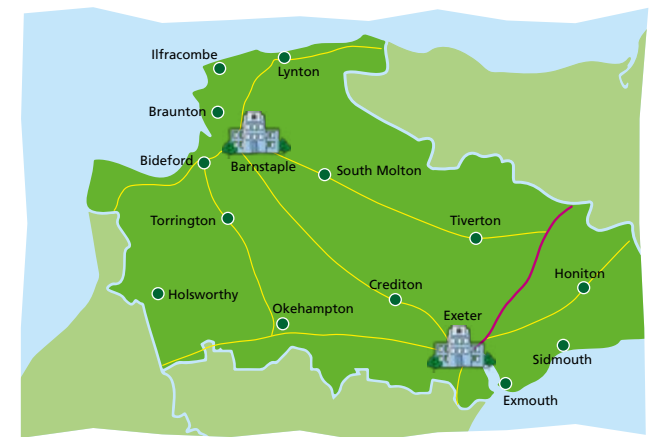 Ilfracombe
Lynton
Braunton
Bideford
Barnstaple
South Molton
Torrington
Tiverton
Honiton
Crediton
Holsworthy
Okehampton
Exeter
Sidmouth
Exmouth